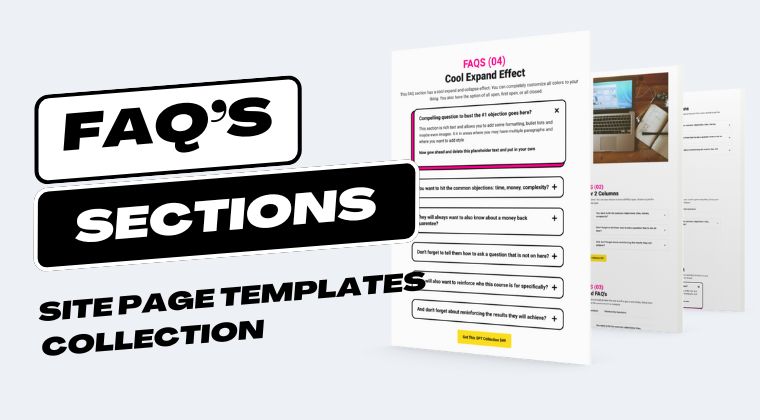 FAQ'S
SECTIONS
SITE PAGE TEMPLATES
COLLECTION
FAQS (04)
Cool Expand Effect
This FAQ section has a cool expand and collapse effect. You can completely customize all colors to your
liking. You also have the option of all open, first open, or all closed.
Compelling question to bust the #1 objection goes here?
This section is rich text and allows you to add some formatting, bullet lists and
maybe even images. It is in areas where you may have multiple paragraphs and
where you want to add style
Now goe ahead and delete this placeholder text and put in your own.
You want to hit the common objections: time, money, complexity?
They will always want to also know about a money back
guarantee?
Don't forget to tell them how to ask a question that is not on here?
will also want to reinforce who this course is for specifically?
And don't forget about reinforcing the results they will achieve?
Get This SPT Collection $49
S (02)
r 2 Columns
S (03)
d FAQ's